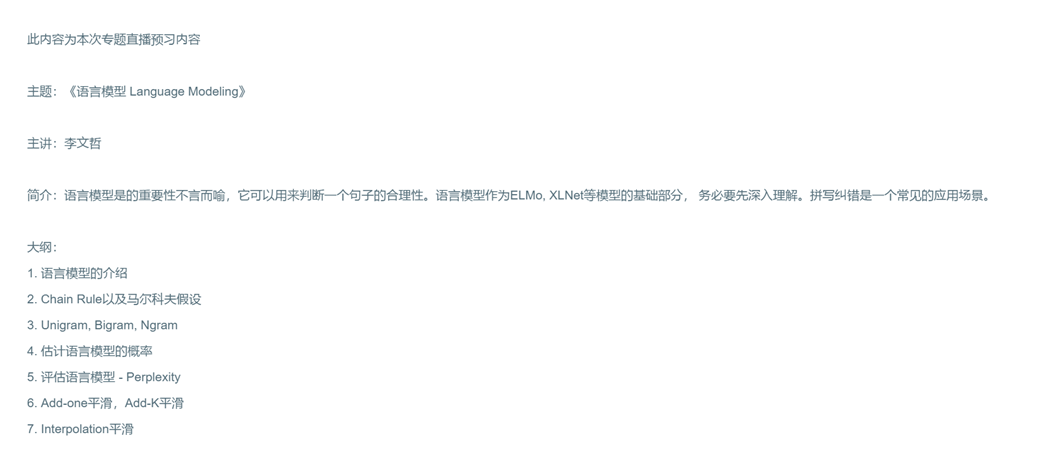 此内容为本次专题直播预习内容
主题：《语言模型 Language Modeling》
主讲：李文哲
简介：语言模型是的重要性不言而喻，它可以用来判断一个句子的合理性。语言模型作为ELMo, XLNet等模型的基础部分， 务必要先深入理解。拼写纠错是一个常见的应用场景。
大纲：
1. 语言模型的介绍
2. Chain Rule以及马尔科夫假设
3. Unigram, Bigram, Ngram
4. 估计语言模型的概率
5. 评估语言模型 - Perplexity
6. Add-one平滑，Add-K平滑
7. Interpolation平滑